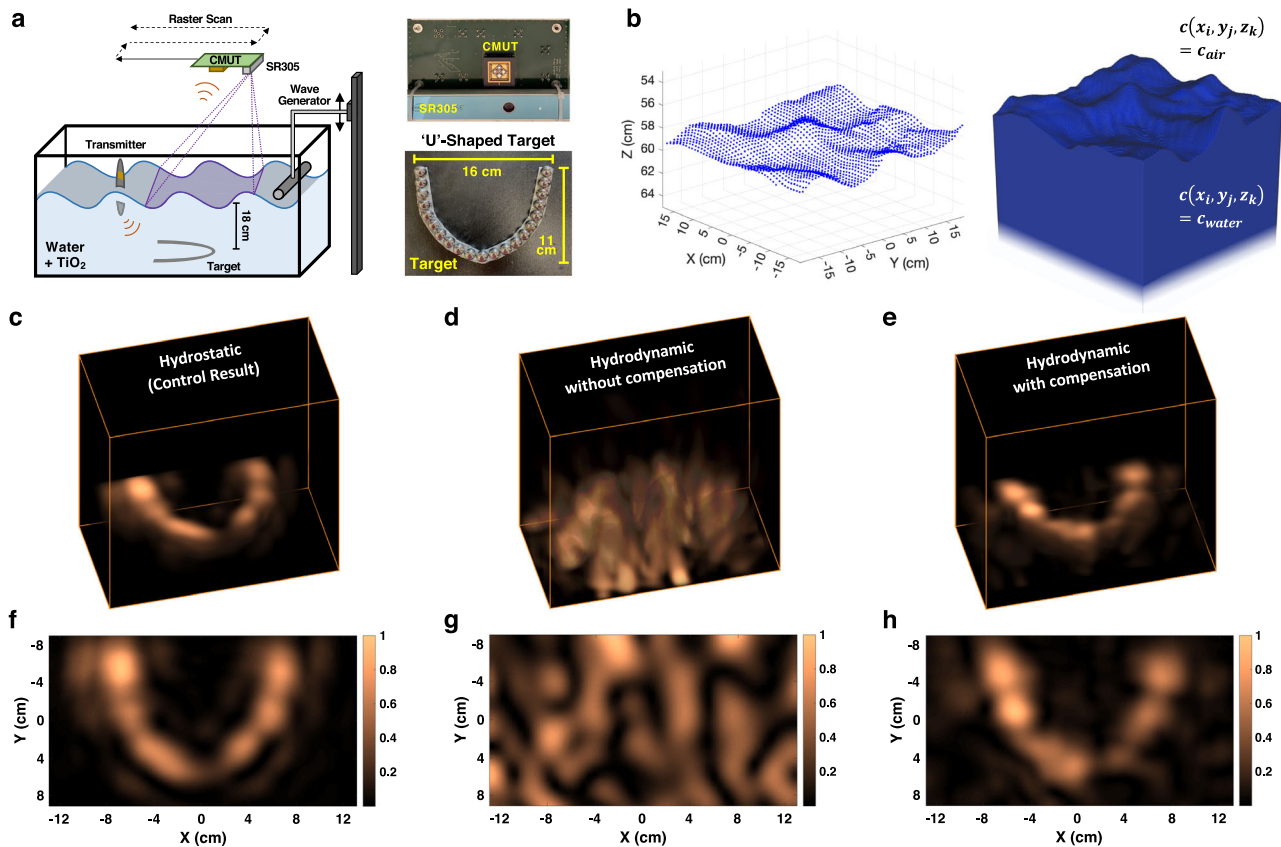 a
Raster Scan
CMUT
SR305
Wave
Generator
Transmitter
18 cm
Water
+ TiO2
Target
CMUT
SR305
'U'-Shaped Target
16 cm
11
cm
Target
b
54
56
58
60
62
64
Z (cm)
15
10
5
0
-5
-10
-15
X (cm)
-15
-10
-5
0
5
10
15
Y (cm)
c(xi, yj, zk)
= cair
c(xi, yj, zk)
= cwater
c
Hydrostatic
(Control Result)
d
Hydrodynamic
without compensation
e
Hydrodynamic
with compensation
f
-8
-4
0
4
8
Y (cm)
-12 -8 -4 0 4 8 12
X (cm)
1
0.8
0.6
0.4
0.2
g
-8
-4
0
4
8
Y (cm)
-12 -8 -4 0 4 8 12
X (cm)
1
0.8
0.6
0.4
0.2
h
-8
-4
0
4
8
Y (cm)
-12 -8 -4 0 4 8 12
X (cm)
1
0.8
0.6
0.4
0.2